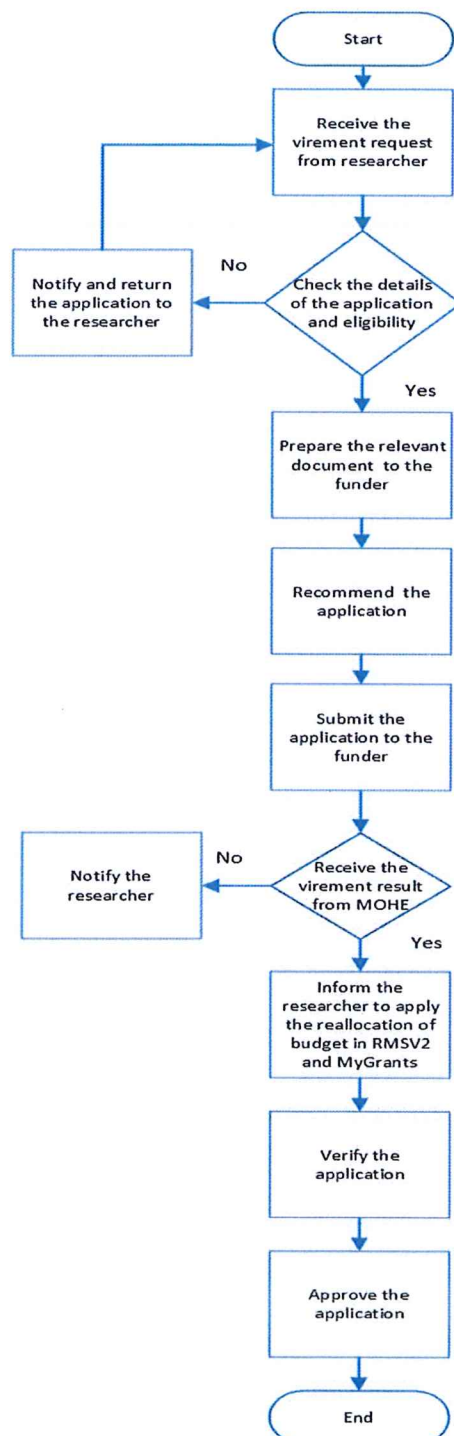 Start
Receive the
virement request
from researcher
No
Notify and return
the application to
the researcher
Check the details
of the application
and eligibility
Yes
Prepare the relevant
document to the
funder
Recommend the
application
Submit the
application to the
funder
No
Notify the
researcher
Receive the
virement result
from MOHE
Yes
Inform the
researcher to apply
the reallocation of
budget in RMSV2
and MyGrants
Verify the
application
Approve the
application
End